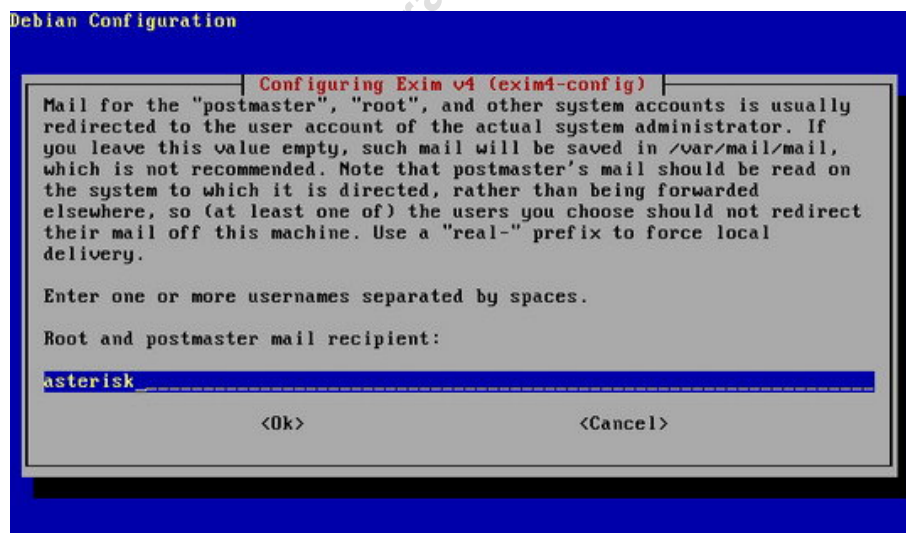 Debian Configuration
Configuring Exim v4 (exim4-config)
Mail for the "postmaster", "root", and other system accounts is usually
redirected to the user account of the actual system administrator. If
you leave this value empty, such mail will be saved in /var/mail/mail,
which is not recommended. Note that postmaster's mail should be read on
the system to which it is directed, rather than being forwarded
elsewhere, so (at least one of) the users you choose should not redirect
their mail off this machine. Use a "real-" prefix to force local
delivery.
Enter one or more usernames separated by spaces.
Root and postmaster mail recipient:
asterisk
<Ok> <Cancel>